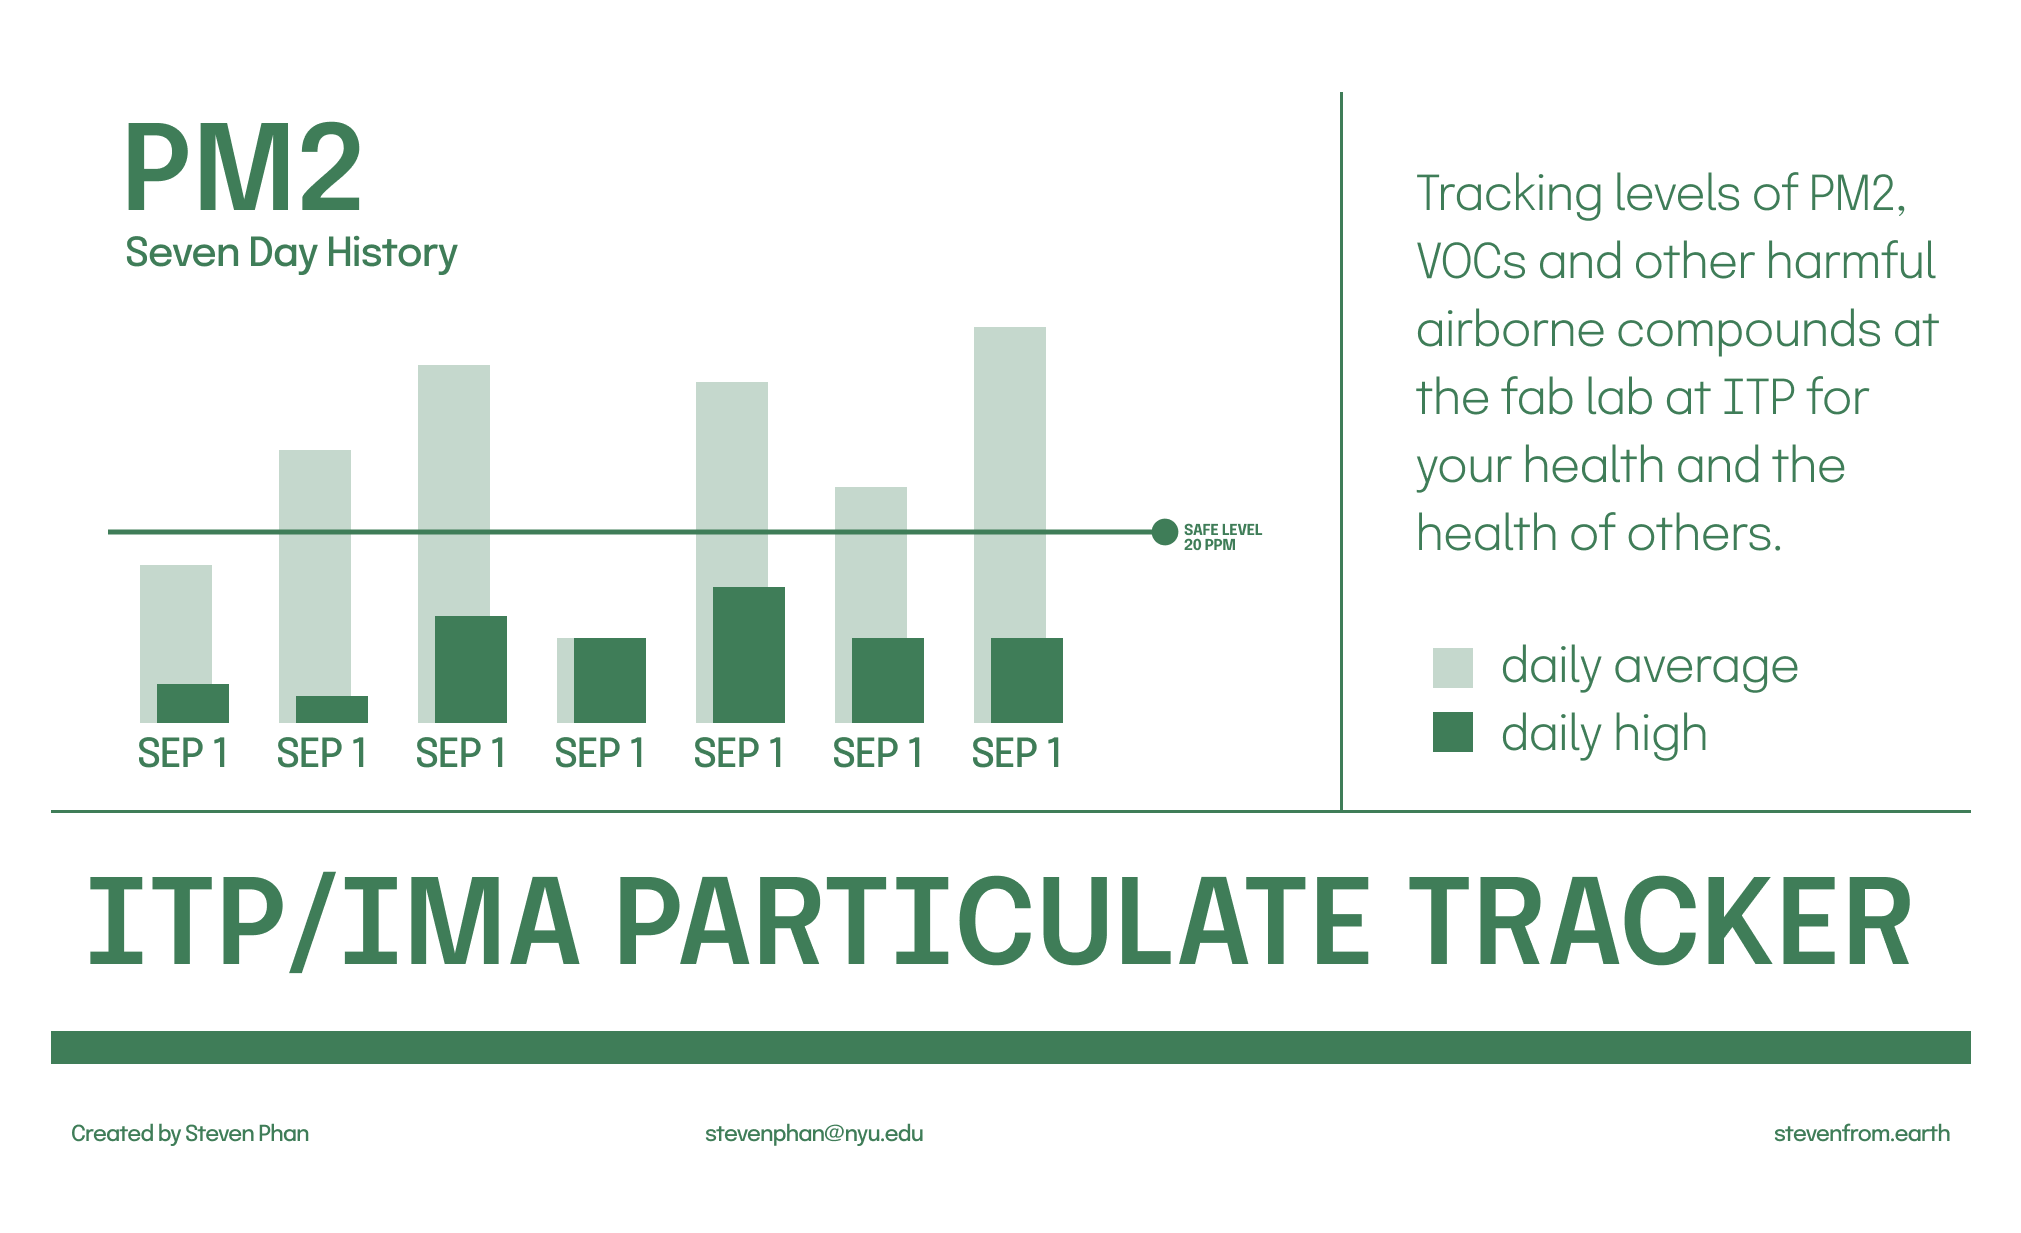 PM2
Seven Day History
SAFE LEVEL
20 PPM
SEP 1 SEP 1 SEP 1 SEP 1 SEP 1 SEP 1 SEP 1
Tracking levels of PM2,
VOCs and other harmful
airborne compounds at
the fab lab at ITP for
your health and the
health of others.
daily average
daily high
ITP/IMA PARTICULATE TRACKER
Created by Steven Phan
stevenphan@nyu.edu
stevenfrom.earth